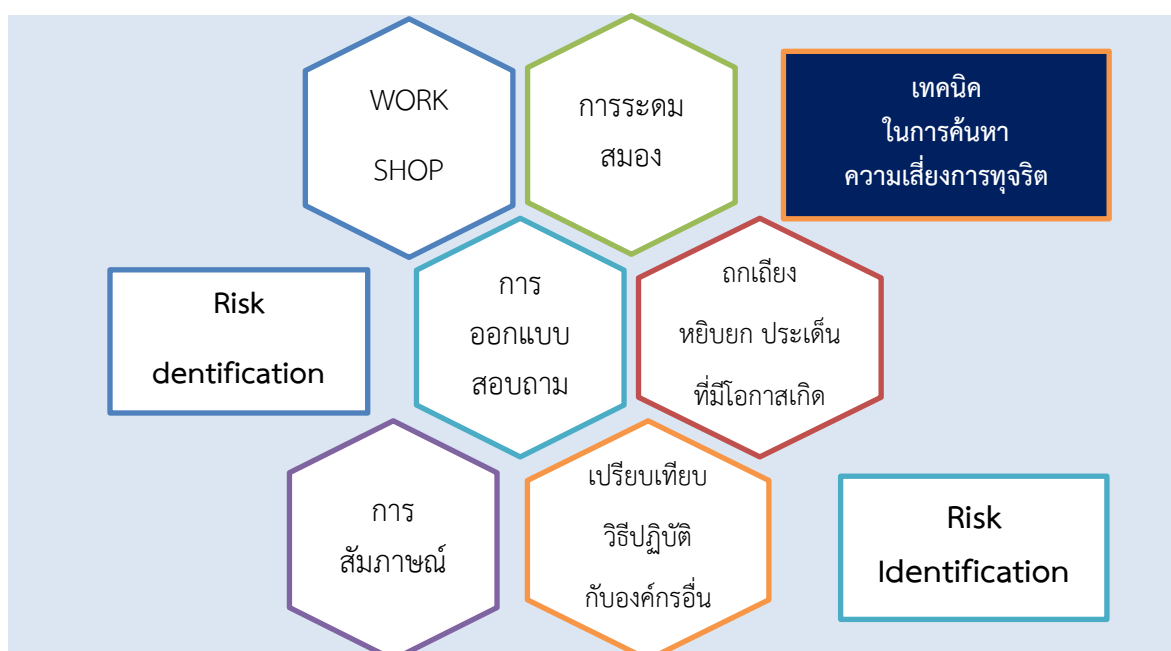 WORK
SHOP
การระดม
สมอง
เทคนิค
ในการค้นหา
ความเสี่ยงการทุจริต
Risk
dentification
การ
ออกแบบ
สอบถาม
ถกเถียง
หยิบยก ประเด็น
ที่มีโอกาสเกิด
การ
สัมภาษณ์
เปรียบเทียบ
วิธีปฏิบัติ
กับองค์กรอื่น
Risk
Identification